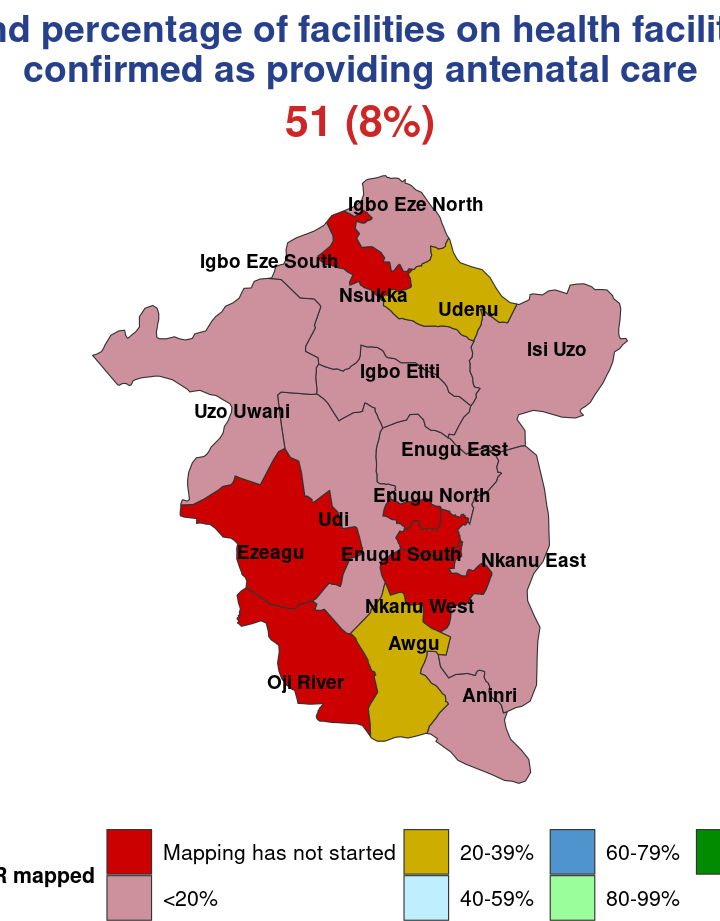 percentage of facilities on health
confirmed as providing antenatal care
51 (8%)
Igbo Eze North
Igbo Eze South
Nsukka
Udenu
Isi Uzo
Igbo Etiti
Uzo Uwani
Enugu East
Enugu North
Udi
Ezeagu
Enugu South
Nkanu East
Nkanu West
Awgu
Oji River
Aninri
mapped
Mapping has not started
20-39%
60-79%
<20%
40-59%
80-99%